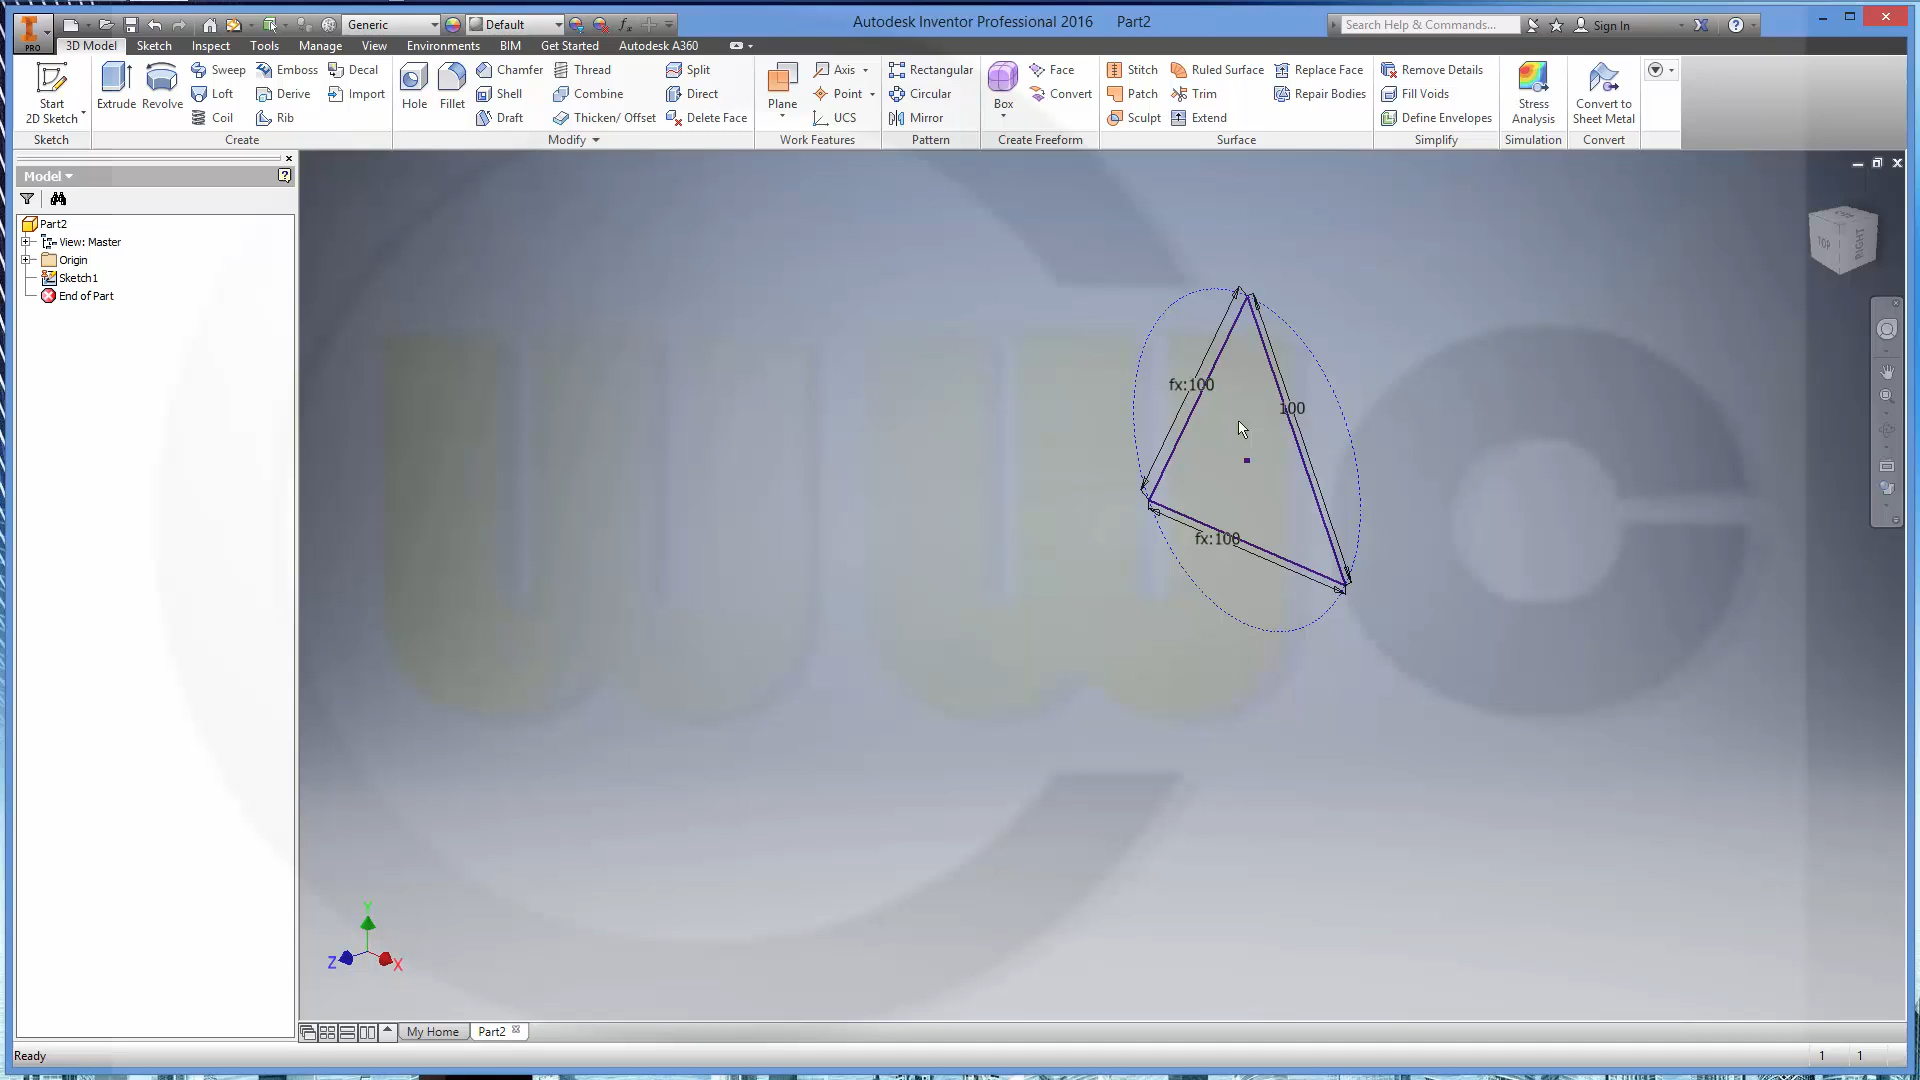 Generic
Default
Autodesk Inventor Professional 2016 Part2
Search Help & Commands...
Sign In
PRO
3D Model Sketch Inspect Tools Manage View Environments BIM Get Started Autodesk A360
Start
2D Sketch
Extrude
Revolve
Sweep
Loft
Coil
Emboss
Derive
Rib
Decal
Import
Hole
Fillet
Chamfer
Shell
Draft
Thread
Combine
Thicken/ Offset
Split
Direct
Delete Face
Plane
Axis
Point
UCS
Rectangular
Circular
Mirror
Box
Face
Convert
Stitch
Patch
Sculpt
Ruled Surface
Trim
Extend
Replace Face
Repair Bodies
Remove Details
Fill Voids
Define Envelopes
Stress
Analysis
Convert to
Sheet Metal
Sketch Create Modify Work Features Pattern Create Freeform Surface Simplify Simulation Convert
Model
Part2
View: Master
Origin
Sketch1
End of Part
TOP
RIGHT
fx:100
100
fx:100
Y
Z
X
My Home Part2
Ready
1 1